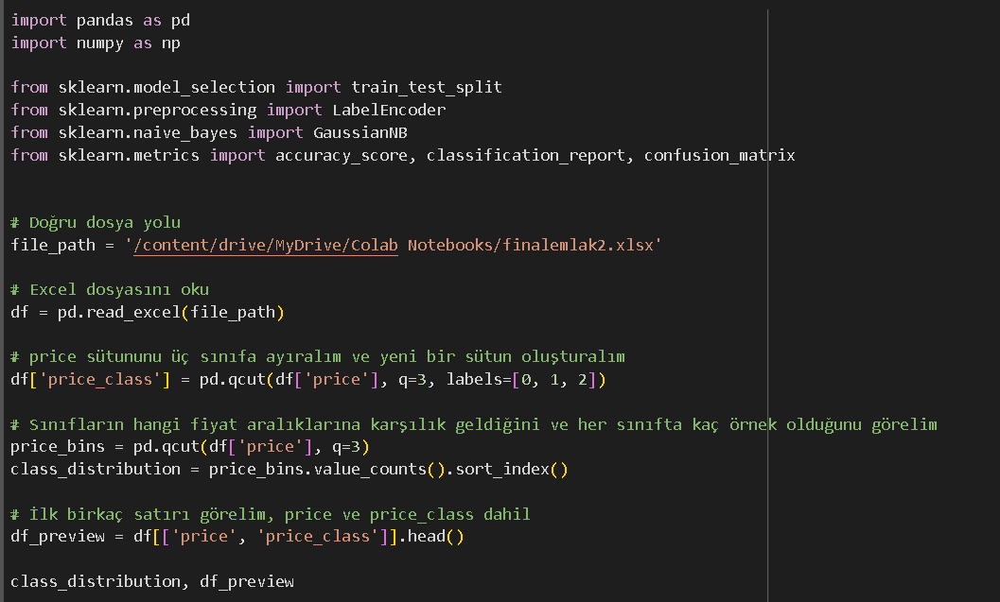 import pandas as pd
import numpy as np
from sklearn.model_selection import train_test_split
from sklearn.preprocessing import LabelEncoder
from sklearn.naive_bayes import GaussianNB
from sklearn.metrics import accuracy_score, classification_report, confusion_matrix
# Doğru dosya yolu
file_path = '/content/drive/MyDrive/Colab Notebooks/finalemlak2.xlsx'
# Excel dosyasını oku
df = pd.read_excel(file_path)
# price sütununu üç sınıfa ayıralım ve yeni bir sütun oluşturalım
df['price_class'] = pd.qcut(df['price'], q=3, labels=[0, 1, 2])
# Sınıfların hangi fiyat aralıklarına karşılık geldiğini ve her sınıfta kaç örnek olduğunu görelim
price_bins = pd.qcut(df['price'], q=3)
class_distribution = price_bins.value_counts().sort_index()
# İlk birkaç satırı görelim, price ve price_class dahil
df_preview = df[['price', 'price_class']].head()
class_distribution, df_preview